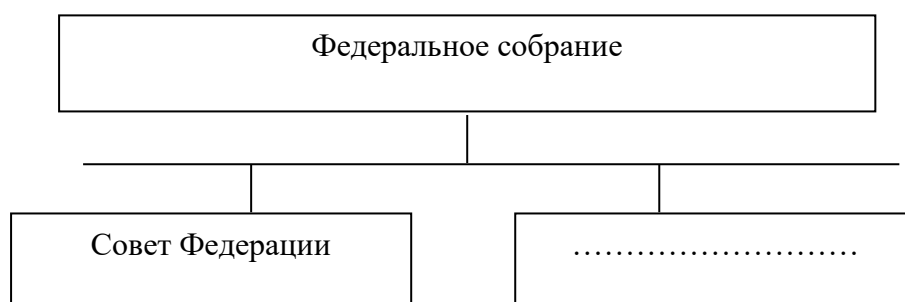 Федеральное собрание
Совет Федерации
………………………